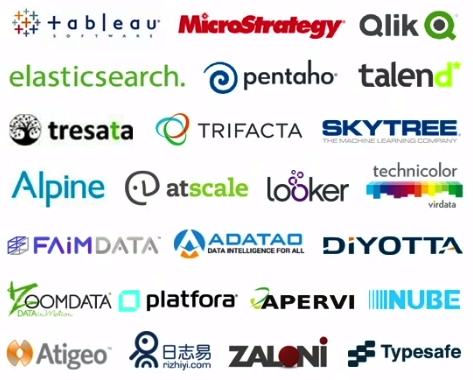 +ableau
SOFTWARE
MicroStrategy
Qlik
elasticsearch.
pentaho
talend
tresata
TRIFACTA
SKYTREE
THE MACHINE LEARNING COMPANY
Alpine
atscale
looker
technicolor
virdata
FAIMDATA
ADATAO
DATA INTELLIGENCE FOR ALL
DiYOTTA
ZOOMDATA
DATA in Motion
platfora
APERVI
NUBE
Atigeo
日志易
rizhiyi.com
ZALONI
Typesafe